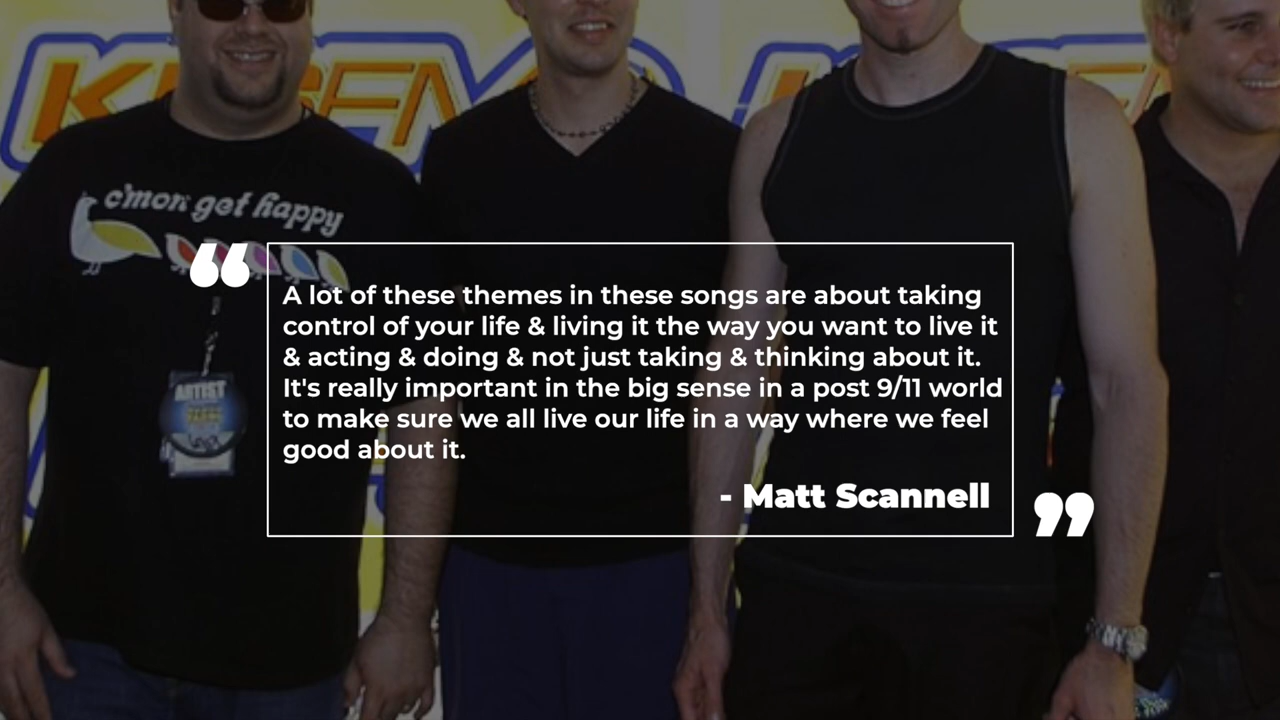 KIISFM
c'mon get happy
“
A lot of these themes in these songs are about taking
control of your life & living it the way you want to live it
& acting & doing & not just taking & thinking about it.
It's really important in the big sense in a post 9/11 world
to make sure we all live our life in a way where we feel
good about it.
- Matt Scannell
”
ARTIST